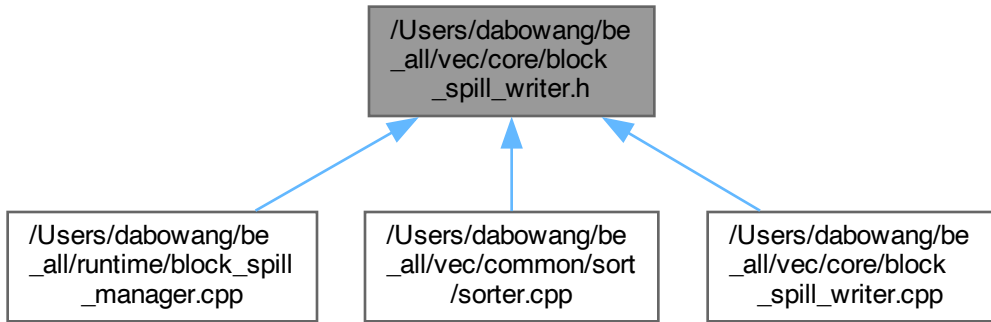 /Users/dabowang/be
_all/vec/core/block
_spill_writer.h
/Users/dabowang/be
_all/runtime/block_spill
_manager.cpp
/Users/dabowang/be
_all/vec/common/sort
/sorter.cpp
/Users/dabowang/be
_all/vec/core/block
_spill_writer.cpp